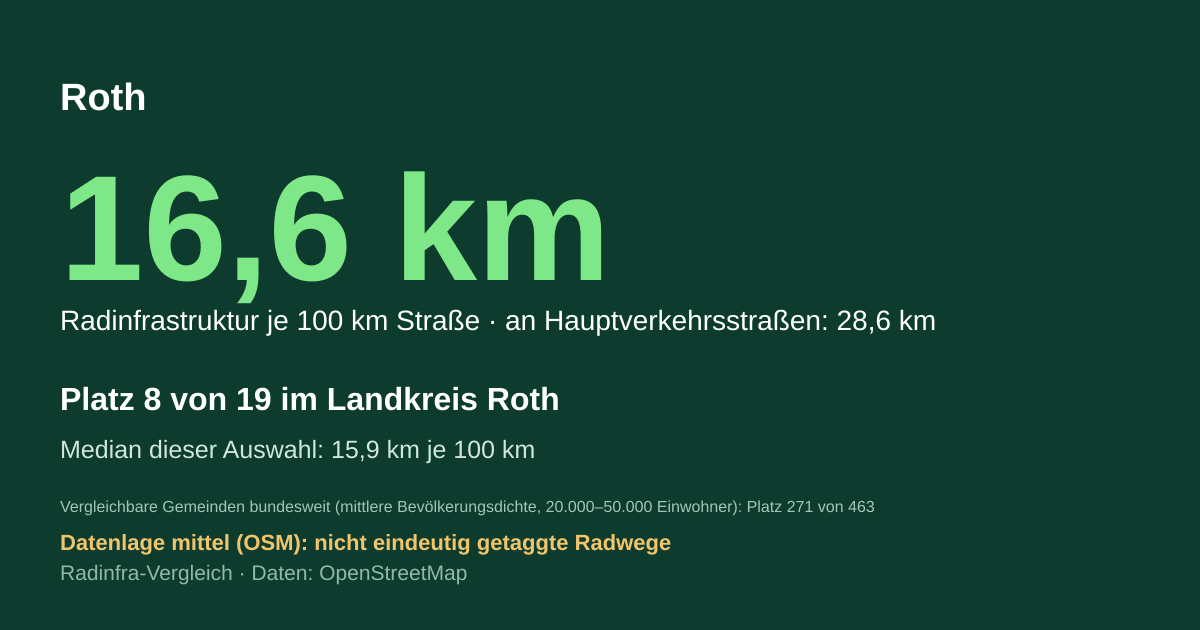 Roth
16,6 km
Radinfrastruktur je 100 km Straße · an Hauptverkehrsstraßen: 28,6 km
Platz 8 von 19 im Landkreis Roth
Median dieser Auswahl: 15,9 km je 100 km
Vergleichbare Gemeinden bundesweit (mittlere Bevölkerungsdichte, 20.000–50.000 Einwohner): Platz 271 von 463
Datenlage mittel (OSM): nicht eindeutig getaggte Radwege
Radinfra-Vergleich · Daten: OpenStreetMap